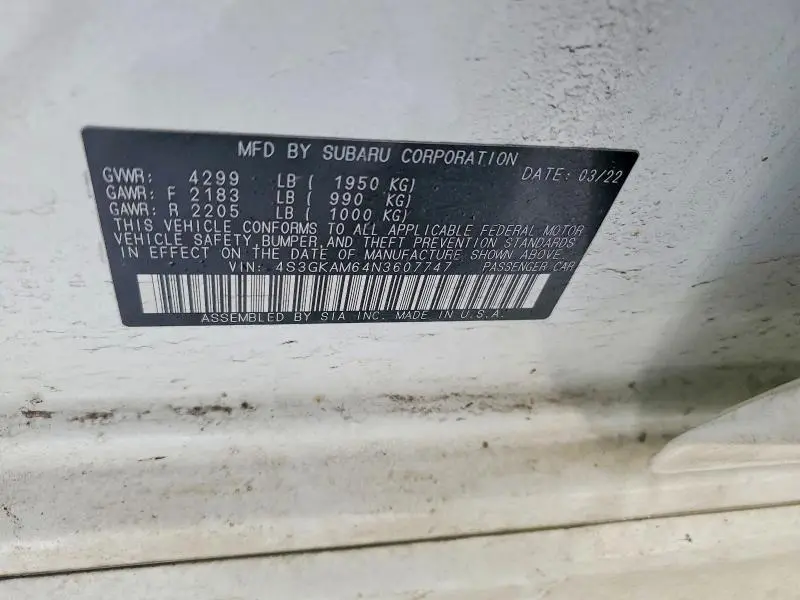 MFD BY SUBARU CORPORATION
GVWR: 4299 LB ( 1950 KG) DATE: 03/22
GAWR: F 2183 LB ( 990 KG)
GAWR: R 2205 LB ( 1000 KG)
THIS VEHICLE CONFORMS TO ALL APPLICABLE FEDERAL MOTOR
VEHICLE SAFETY, BUMPER, AND THEFT PREVENTION STANDARDS
IN EFFECT ON THE DATE OF MANUFACTURE SHOWN ABOVE.
VIN: 4S3GKAM64N3607747 PASSENGER CAR
ASSEMBLED BY SIA INC. MADE IN U.S.A.